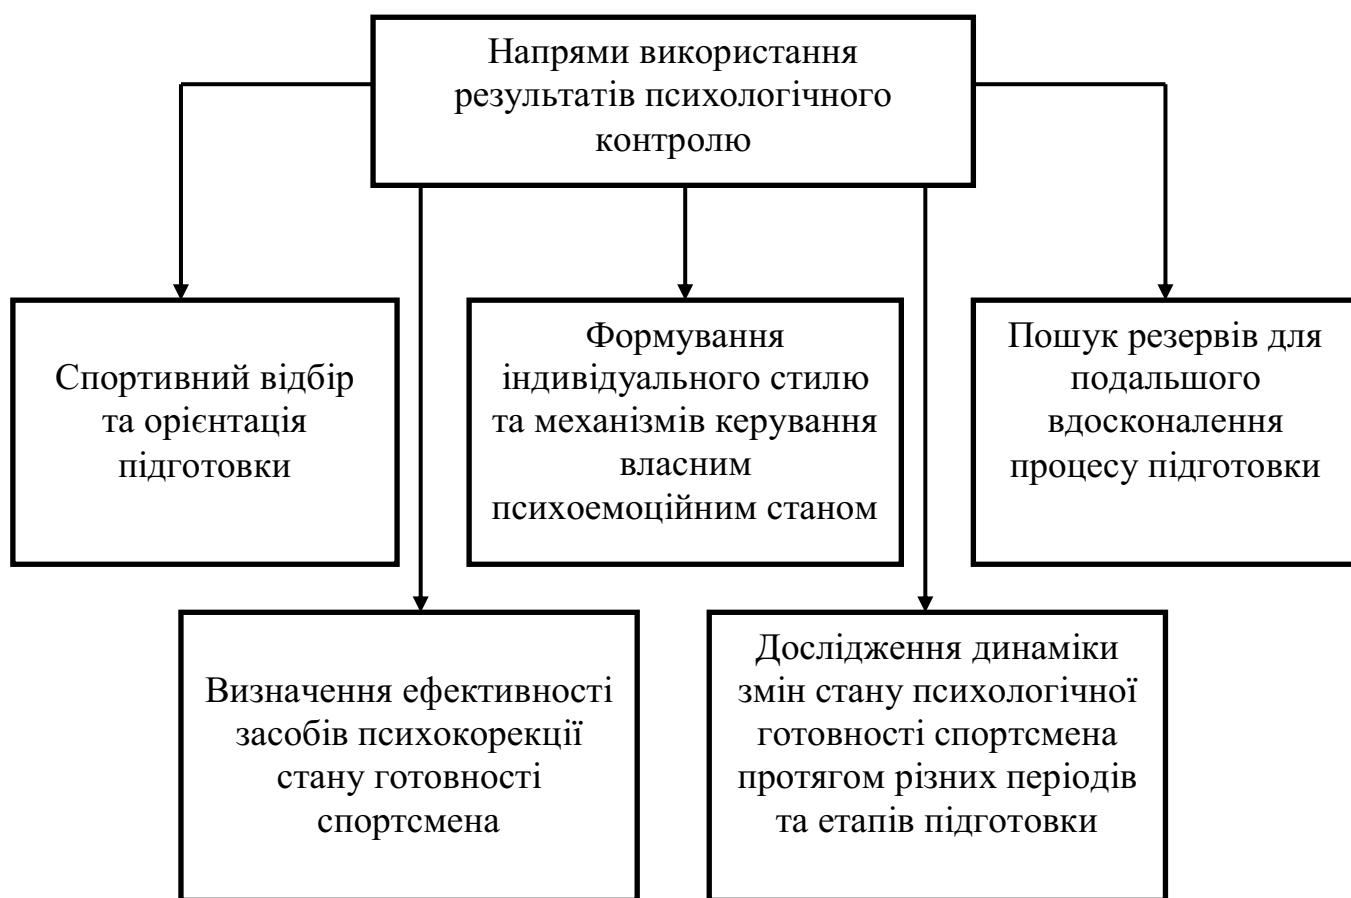 Напрями використання
результатів психологічного
контролю
Спортивний відбір
та орієнтація
підготовки
Формування
індивідуального стилю
та механізмів керування
власним
психоемоційним станом
Пошук резервів для
подальшого
вдосконалення
процесу підготовки
Визначення ефективності
засобів психокорекції
стану готовності
спортсмена
Дослідження динаміки
змін стану психологічної
готовності спортсмена
протягом різних періодів
та етапів підготовки